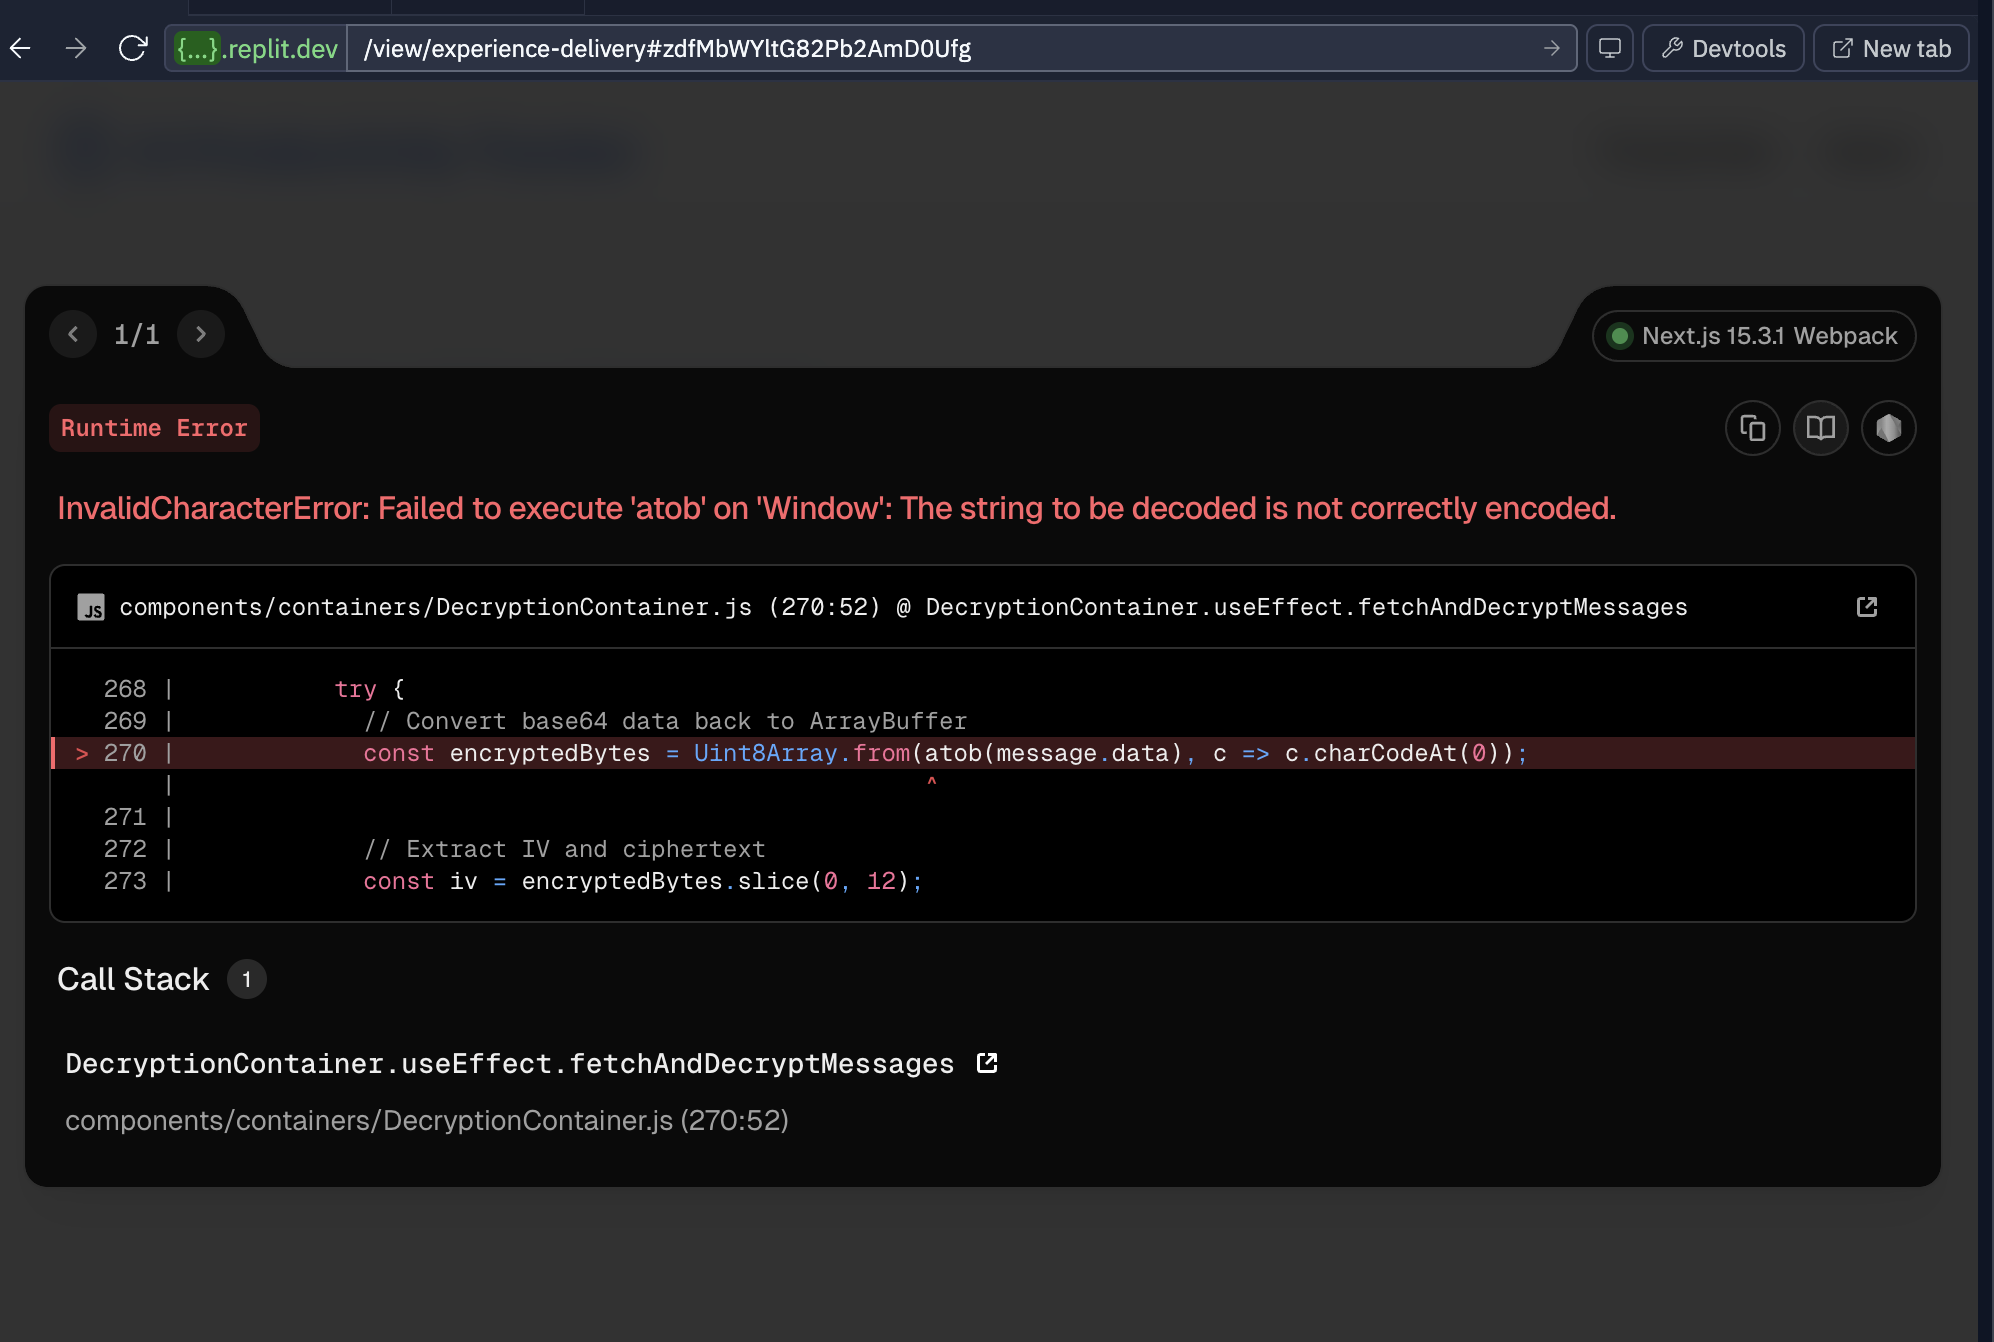 {...}.replit.dev /view/experience-delivery#zdfMbWYltG82Pb2AmD0Ufg Devtools New tab
1/1
Next.js 15.3.1 Webpack
Runtime Error
InvalidCharacterError: Failed to execute 'atob' on 'Window': The string to be decoded is not correctly encoded.
JS components/containers/DecryptionContainer.js (270:52) @ DecryptionContainer.useEffect.fetchAndDecryptMessages
268 | try {
269 | // Convert base64 data back to ArrayBuffer
> 270 | const encryptedBytes = Uint8Array.from(atob(message.data), c => c.charCodeAt(0));
| ^
271 |
272 | // Extract IV and ciphertext
273 | const iv = encryptedBytes.slice(0, 12);
Call Stack 1
DecryptionContainer.useEffect.fetchAndDecryptMessages
components/containers/DecryptionContainer.js (270:52)